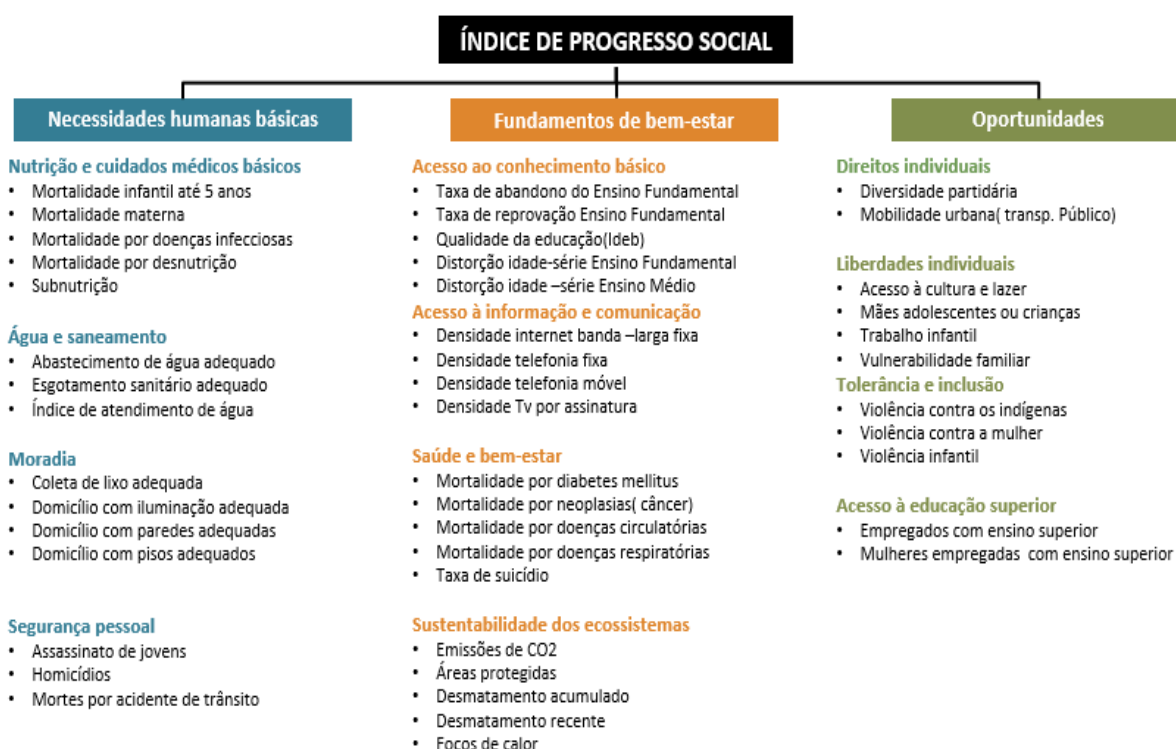 ÍNDICE DE PROGRESSO SOCIAL
Necessidades humanas básicas
Nutrição e cuidados médicos básicos
• Mortalidade infantil até 5 anos
• Mortalidade materna
• Mortalidade por doenças infecciosas
• Mortalidade por desnutrição
• Subnutrição
Água e saneamento
• Abastecimento de água adequado
• Esgotamento sanitário adequado
• Índice de atendimento de água
Moradia
• Coleta de lixo adequada
• Domicílio com iluminação adequada
• Domicílio com paredes adequadas
• Domicílio com pisos adequados
Segurança pessoal
• Assassinato de jovens
• Homicídios
• Mortes por acidente de trânsito
Fundamentos de bem-estar
Acesso ao conhecimento básico
• Taxa de abandono do Ensino Fundamental
• Taxa de reprovação Ensino Fundamental
• Qualidade da educação(Ideb)
• Distorção idade-série Ensino Fundamental
• Distorção idade –série Ensino Médio
Acesso à informação e comunicação
• Densidade internet banda –larga fixa
• Densidade telefonia fixa
• Densidade telefonia móvel
• Densidade Tv por assinatura
Saúde e bem-estar
• Mortalidade por diabetes mellitus
• Mortalidade por neoplasias( câncer)
• Mortalidade por doenças circulatórias
• Mortalidade por doenças respiratórias
• Taxa de suicídio
Sustentabilidade dos ecossistemas
• Emissões de CO2
• Áreas protegidas
• Desmatamento acumulado
• Desmatamento recente
• Focos de calor
Oportunidades
Direitos individuais
• Diversidade partidária
• Mobilidade urbana( transp. Público)
Liberdades individuais
• Acesso à cultura e lazer
• Mães adolescentes ou crianças
• Trabalho infantil
• Vulnerabilidade familiar
Tolerância e inclusão
• Violência contra os indígenas
• Violência contra a mulher
• Violência infantil
Acesso à educação superior
• Empregados com ensino superior
• Mulheres empregadas com ensino superior